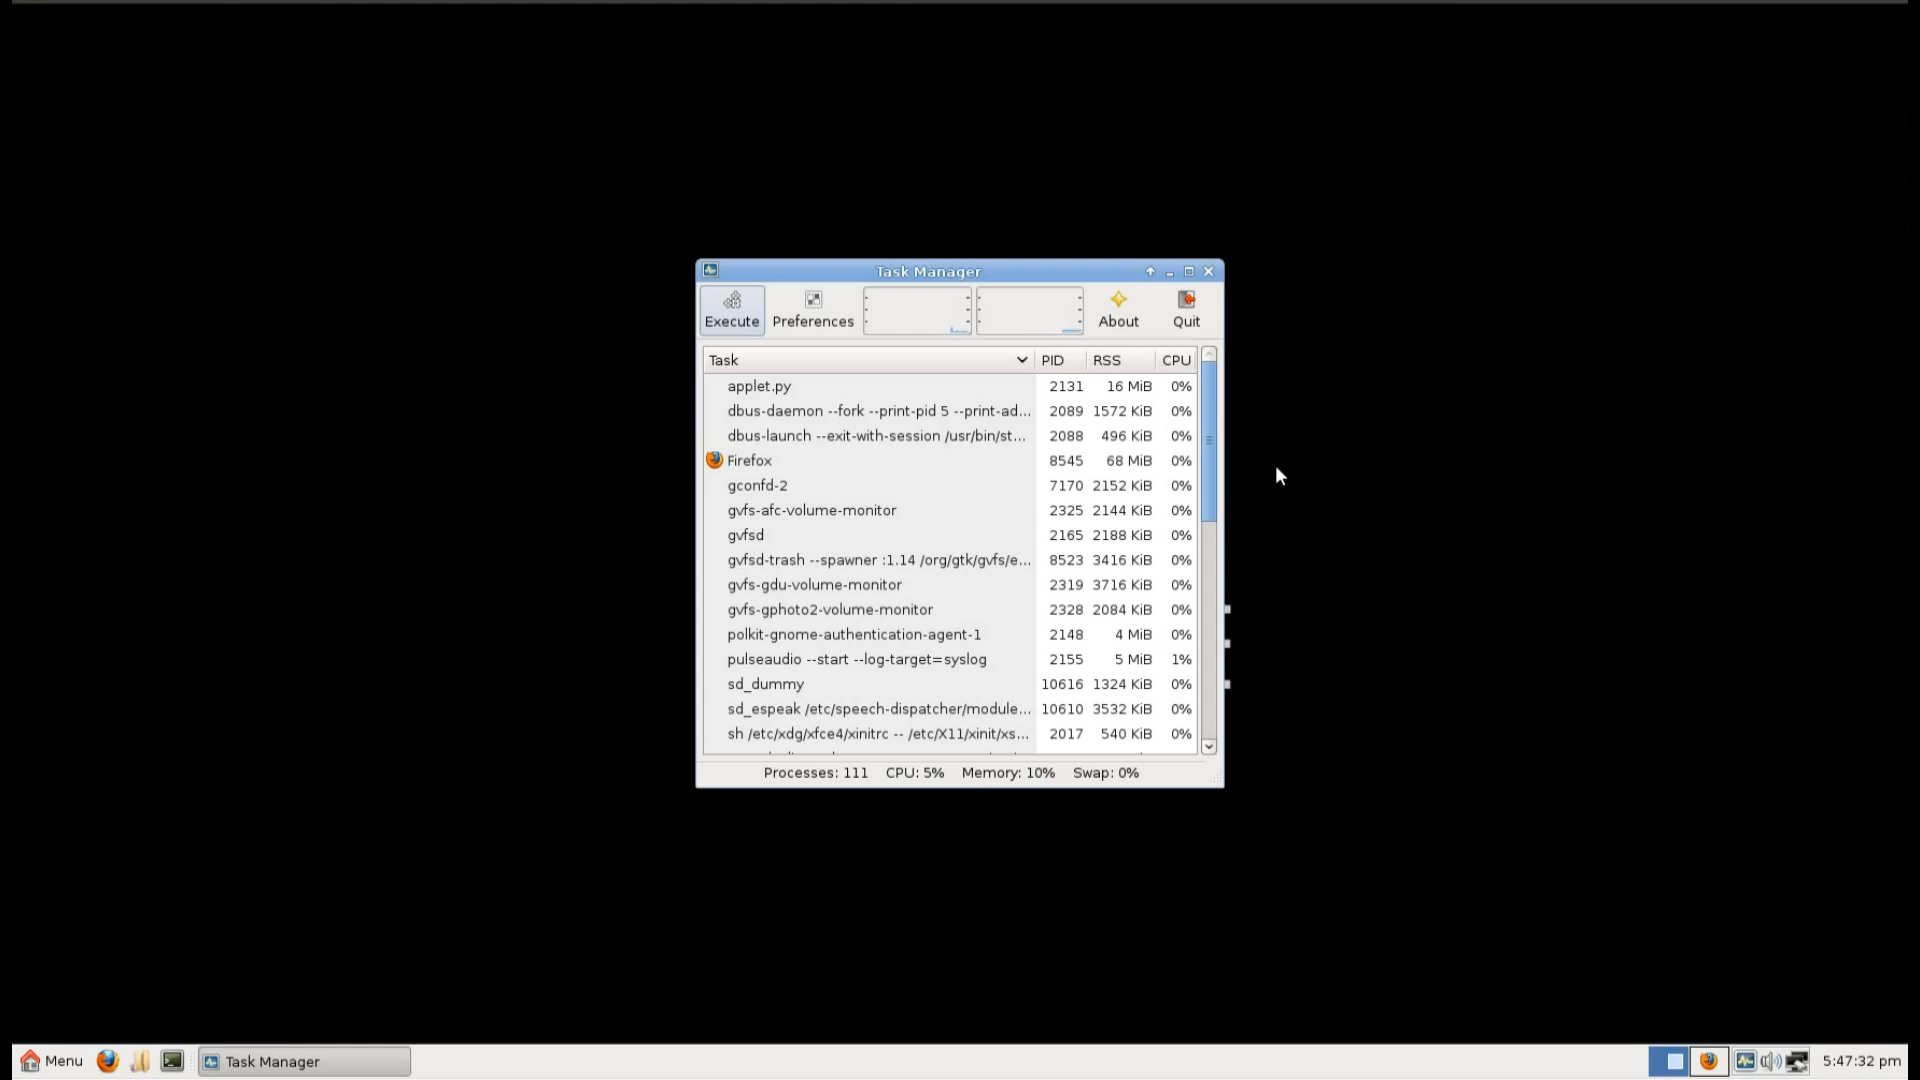 Task Manager
Execute Preferences About Quit
Task PID RSS CPU
applet.py 2131 16 MiB 0%
dbus-daemon --fork --print-pid 5 --print-ad... 2089 1572 KiB 0%
dbus-launch --exit-with-session /usr/bin/st... 2088 496 KiB 0%
Firefox 8545 68 MiB 0%
gconfd-2 7170 2152 KiB 0%
gvfs-afc-volume-monitor 2325 2144 KiB 0%
gvfsd 2165 2188 KiB 0%
gvfsd-trash --spawner :1.14 /org/gtk/gvfs/e... 8523 3416 KiB 0%
gvfs-gdu-volume-monitor 2319 3716 KiB 0%
gvfs-gphoto2-volume-monitor 2328 2084 KiB 0%
polkit-gnome-authentication-agent-1 2148 4 MiB 0%
pulseaudio --start --log-target=syslog 2155 5 MiB 1%
sd_dummy 10616 1324 KiB 0%
sd_espeak /etc/speech-dispatcher/module... 10610 3532 KiB 0%
sh /etc/xdg/xfce4/xinitrc -- /etc/X11/xinit/xs... 2017 540 KiB 0%
Processes: 111 CPU: 5% Memory: 10% Swap: 0%
Menu Task Manager 5:47:32 pm